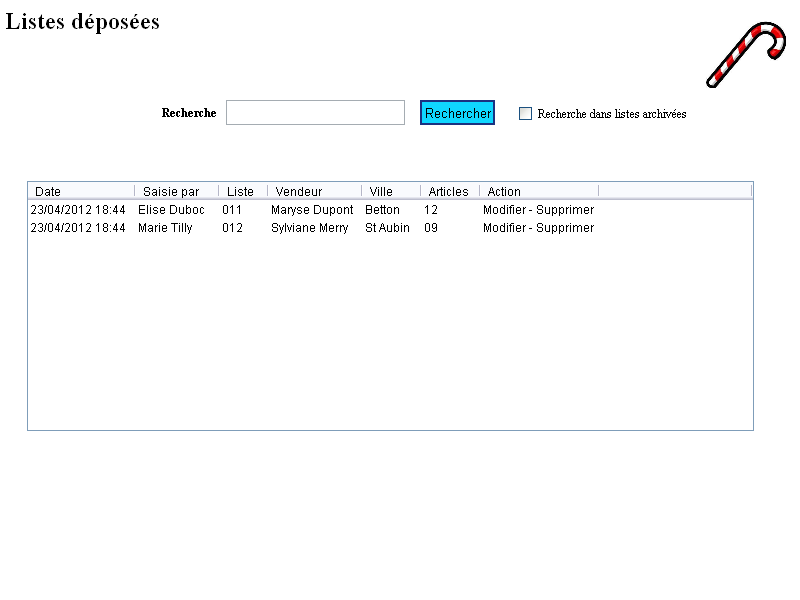 Listes déposées
Recherche Rechercher Recherche dans listes archivées
Date Saisie par Liste Vendeur Ville Articles Action
23/04/2012 18:44 Elise Duboc 011 Maryse Dupont Betton 12 Modifier - Supprimer
23/04/2012 18:44 Marie Tilly 012 Sylviane Merry St Aubin 09 Modifier - Supprimer